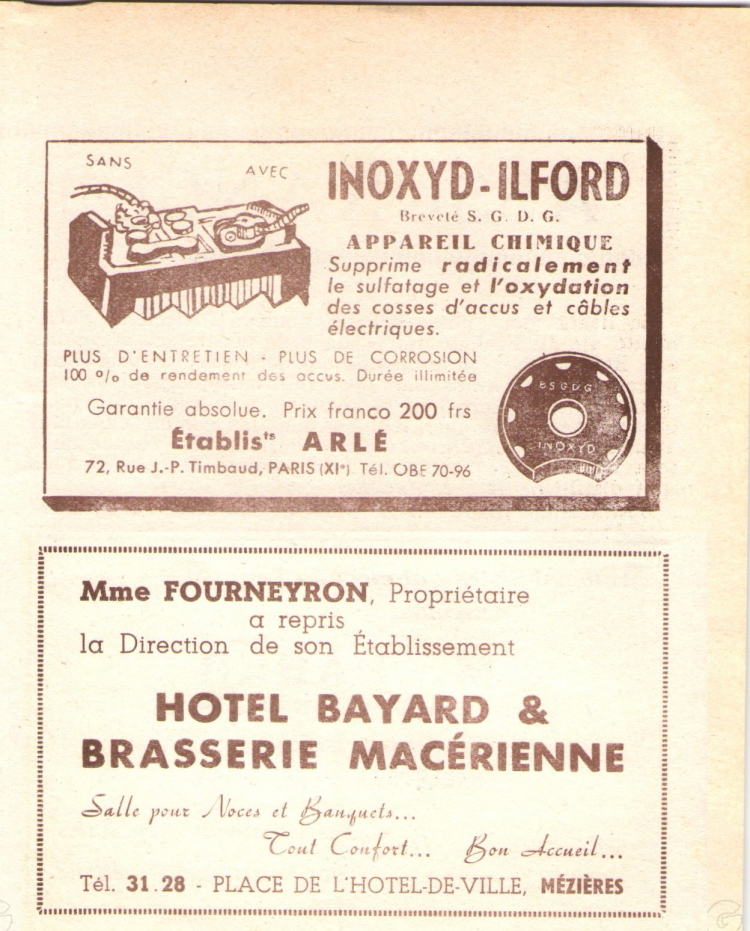 SANS
AVEC
INOXYD-ILFORD
Breveté S. G. D. G.
APPAREIL CHIMIQUE
Supprime radicalement
le sulfatage et l'oxydation
des cosses d'accus et câbles
électriques.
PLUS D'ENTRETIEN - PLUS DE CORROSION
100 % de rendement des accus. Durée illimitée
Garantie absolue. Prix franco 200 frs
Établists ARLÉ
72, Rue J.-P. Timbaud, PARIS (XIe) Tél. OBE 70-96
BSGDG
INOXYD
Mme FOURNEYRON, Propriétaire
a repris
la Direction de son Établissement
HOTEL BAYARD &
BRASSERIE MACÉRIENNE
Salle pour Noces et Banquets...
Tout Confort... Bon Accueil...
Tél. 31.28 - PLACE DE L'HOTEL-DE-VILLE, MÉZIÈRES